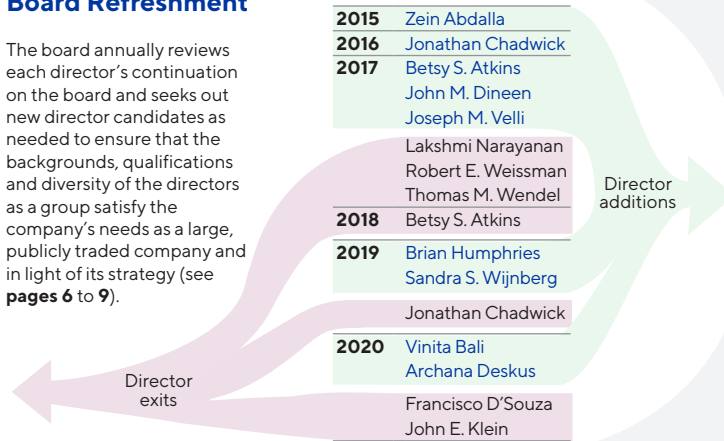 Board Refreshment
The board annually reviews
each director's continuation
on the board and seeks out
new director candidates as
needed to ensure that the
backgrounds, qualifications
and diversity of the directors
as a group satisfy the
company's needs as a large,
publicly traded company and
in light of its strategy (see
pages 6 to 9).
2015 Zein Abdalla
2016 Jonathan Chadwick
2017 Betsy S. Atkins
John M. Dineen
Joseph M. Velli
Lakshmi Narayanan
Robert E. Weissman
Thomas M. Wendel
2018 Betsy S. Atkins
2019 Brian Humphries
Sandra S. Wijnberg
Jonathan Chadwick
2020 Vinita Bali
Archana Deskus
Francisco D'Souza
John E. Klein
Director
additions
Director
exits